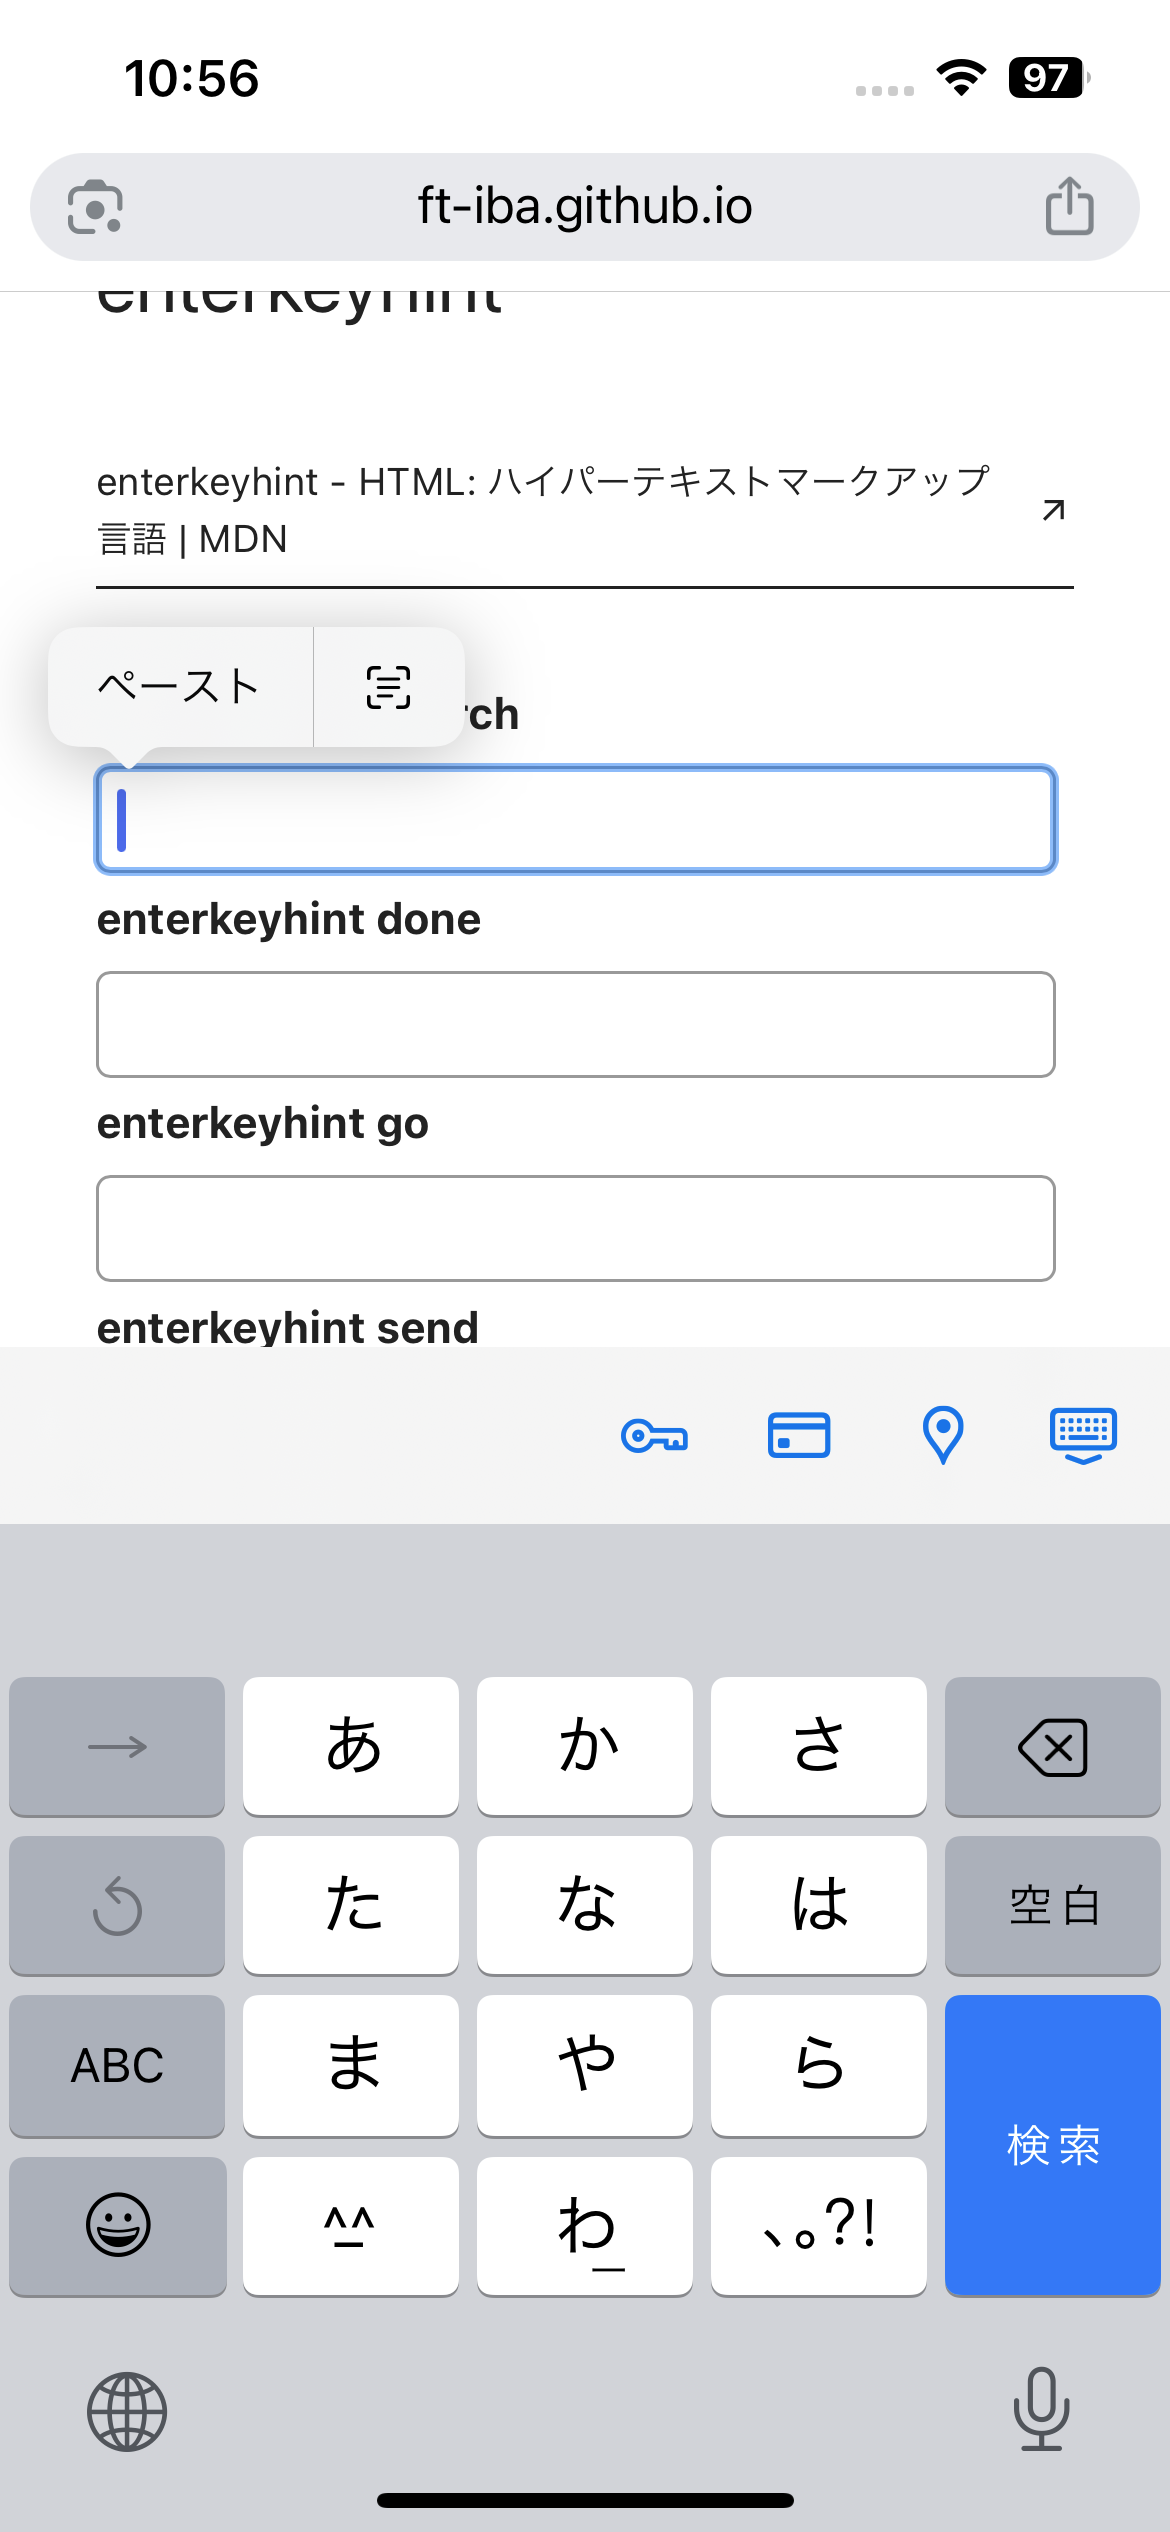 10:56
97
ft-iba.github.io
enterkeyhint
enterkeyhint - HTML: ハイパーテキストマークアップ
言語 | MDN
ペースト
rch
enterkeyhint done
enterkeyhint go
enterkeyhint send
→ あ か さ
た な は 空白
ABC ま や ら
検索
^_^ わ_ 、。?!